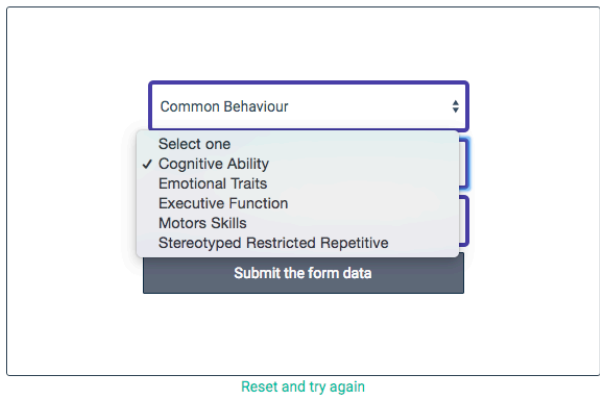 Common Behaviour
Select one
✓ Cognitive Ability
Emotional Traits
Executive Function
Motors Skills
Stereotyped Restricted Repetitive
Submit the form data
Reset and try again